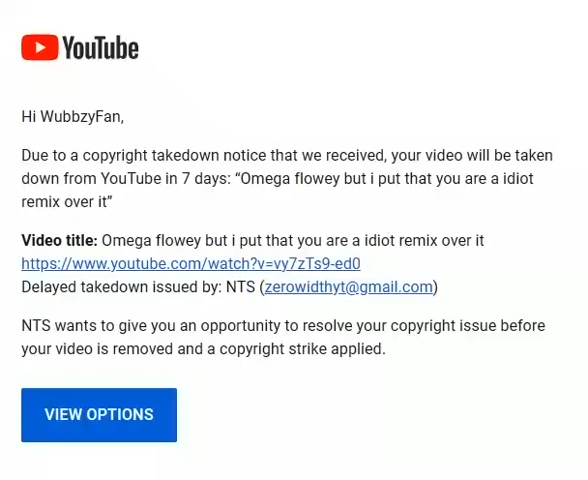 YouTube
Hi WubbzyFan,
Due to a copyright takedown notice that we received, your video will be taken
down from YouTube in 7 days: “Omega flowey but i put that you are a idiot
remix over it”
Video title: Omega flowey but i put that you are a idiot remix over it
https://www.youtube.com/watch?v=vy7zTs9-ed0
Delayed takedown issued by: NTS (zerowidthyt@gmail.com)
NTS wants to give you an opportunity to resolve your copyright issue before
your video is removed and a copyright strike applied.
VIEW OPTIONS